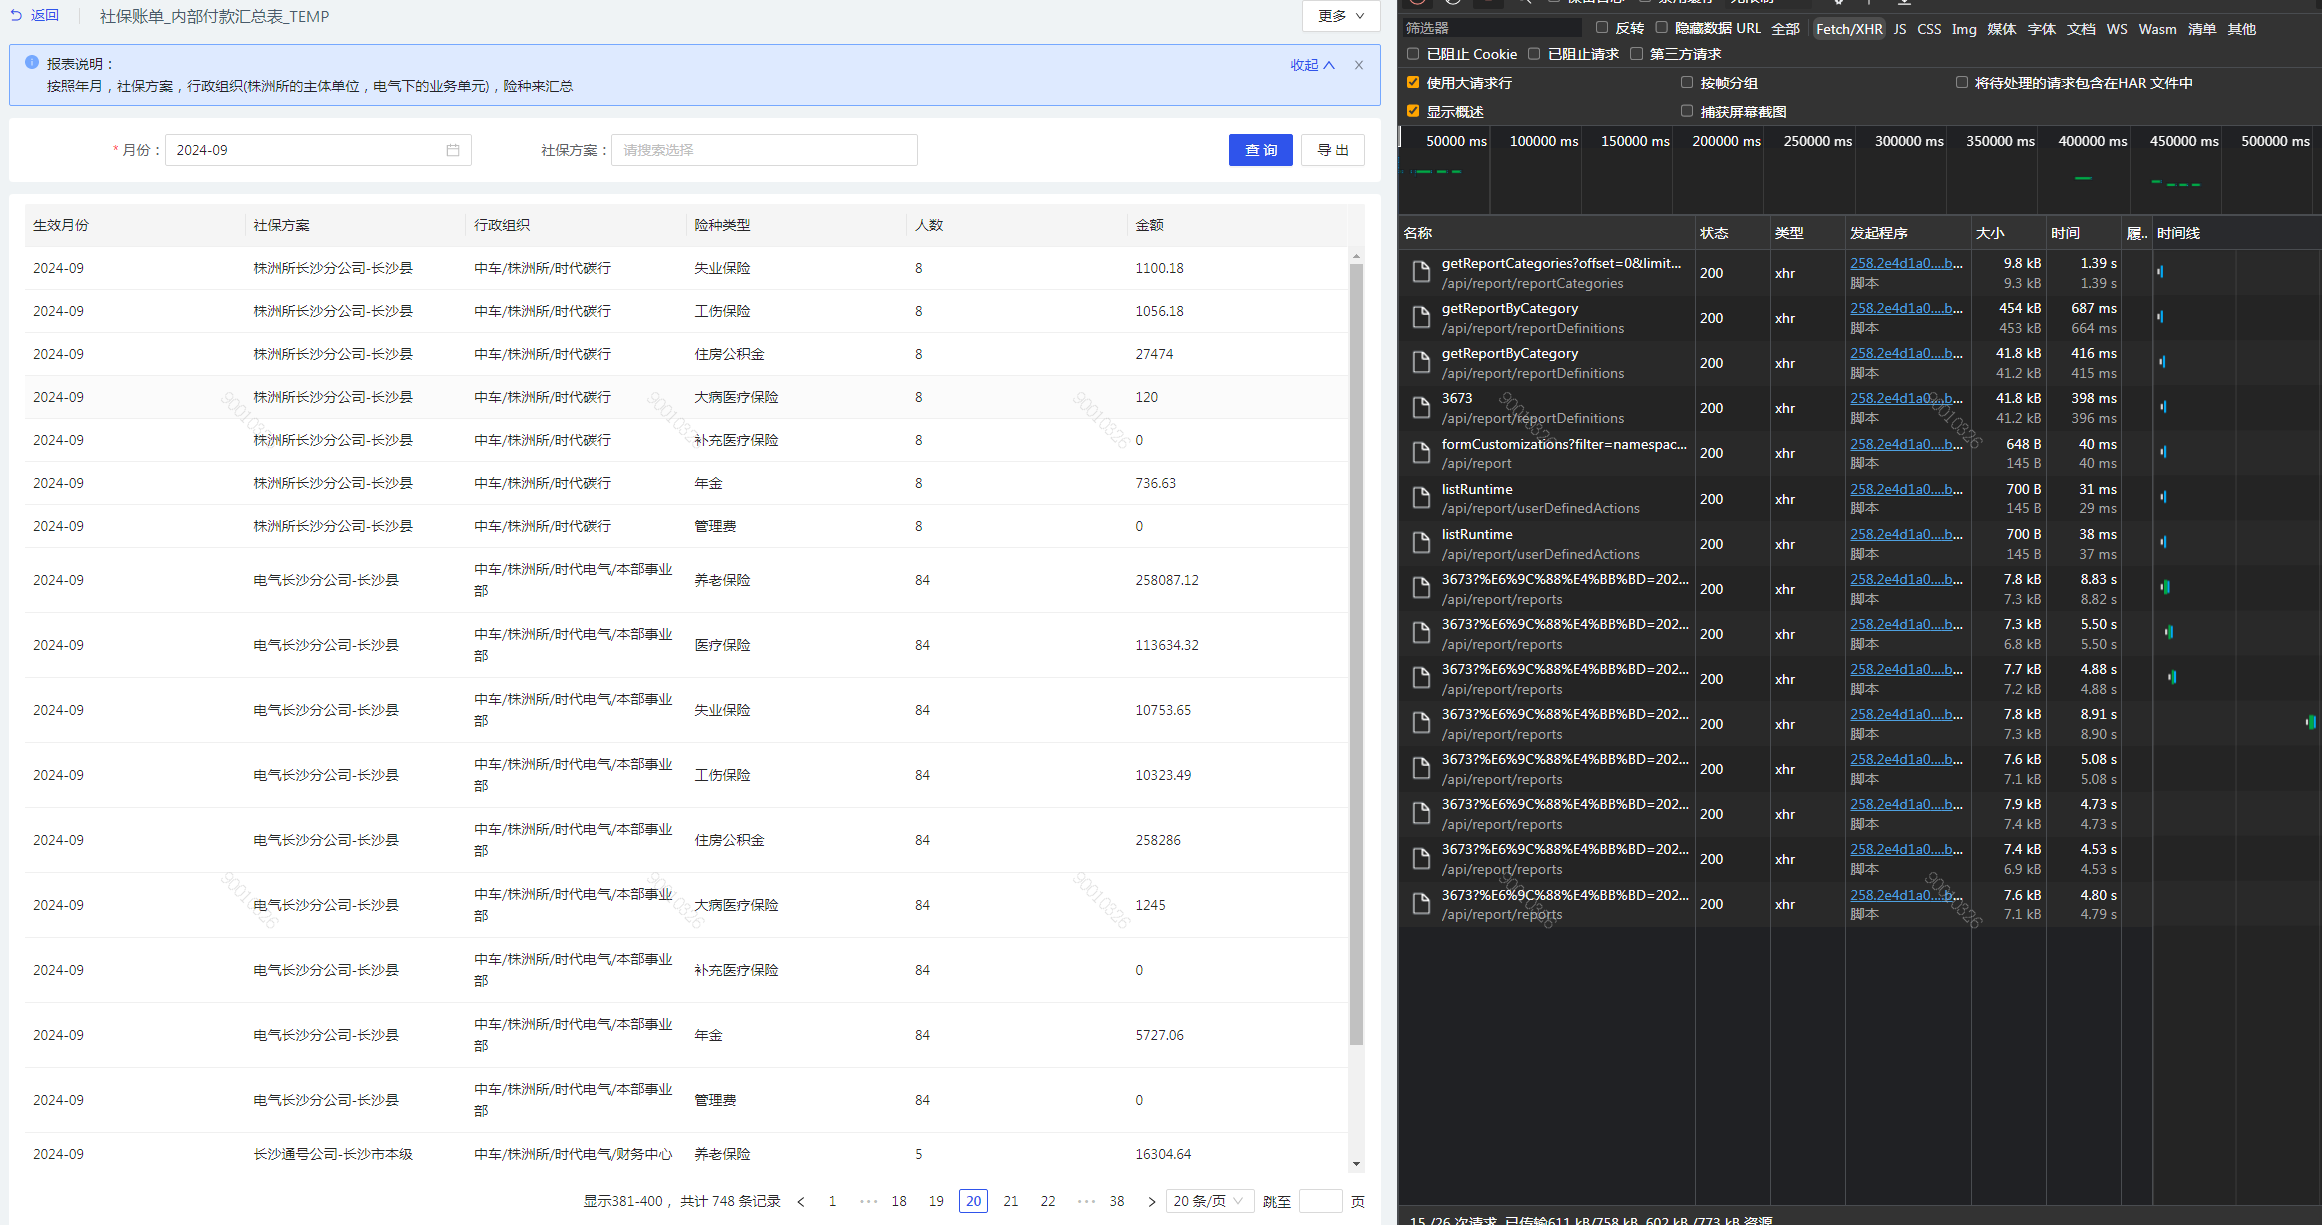 返回
社保账单_内部付款汇总表_TEMP
更多
报表说明：
按照年月，社保方案，行政组织(株洲所的主体单位，电气下的业务单元)，险种来汇总
收起
* 月份：
2024-09
社保方案：
请搜索选择
查 询
导 出
生效月份 社保方案 行政组织 险种类型 人数 金额
2024-09 株洲所长沙分公司-长沙县 中车/株洲所/时代碳行 失业保险 8 1100.18
2024-09 株洲所长沙分公司-长沙县 中车/株洲所/时代碳行 工伤保险 8 1056.18
2024-09 株洲所长沙分公司-长沙县 中车/株洲所/时代碳行 住房公积金 8 27474
2024-09 株洲所长沙分公司-长沙县 中车/株洲所/时代碳行 大病医疗保险 8 120
2024-09 株洲所长沙分公司-长沙县 中车/株洲所/时代碳行 补充医疗保险 8 0
2024-09 株洲所长沙分公司-长沙县 中车/株洲所/时代碳行 年金 8 736.63
2024-09 株洲所长沙分公司-长沙县 中车/株洲所/时代碳行 管理费 8 0
2024-09 电气长沙分公司-长沙县 中车/株洲所/时代电气/本部事业部 养老保险 84 258087.12
2024-09 电气长沙分公司-长沙县 中车/株洲所/时代电气/本部事业部 医疗保险 84 113634.32
2024-09 电气长沙分公司-长沙县 中车/株洲所/时代电气/本部事业部 失业保险 84 10753.65
2024-09 电气长沙分公司-长沙县 中车/株洲所/时代电气/本部事业部 工伤保险 84 10323.49
2024-09 电气长沙分公司-长沙县 中车/株洲所/时代电气/本部事业部 住房公积金 84 258286
2024-09 电气长沙分公司-长沙县 中车/株洲所/时代电气/本部事业部 大病医疗保险 84 1245
2024-09 电气长沙分公司-长沙县 中车/株洲所/时代电气/本部事业部 补充医疗保险 84 0
2024-09 电气长沙分公司-长沙县 中车/株洲所/时代电气/本部事业部 年金 84 5727.06
2024-09 电气长沙分公司-长沙县 中车/株洲所/时代电气/本部事业部 管理费 84 0
2024-09 长沙通号公司-长沙市本级 中车/株洲所/时代电气/财务中心 养老保险 5 16304.64
显示381-400 ，共计 748 条记录 < 1 ••• 18 19 20 21 22 ••• 38 > 20 条/页 跳至 页
90010326
筛选器 反转 隐藏数据 URL 全部 Fetch/XHR JS CSS Img 媒体 字体 文档 WS Wasm 清单 其他
已阻止 Cookie 已阻止请求 第三方请求
使用大请求行 按帧分组 将待处理的请求包含在HAR 文件中
显示概述 捕获屏幕截图
50000 ms 100000 ms 150000 ms 200000 ms 250000 ms 300000 ms 350000 ms 400000 ms 450000 ms 500000 ms
名称 状态 类型 发起程序 大小 时间 履.. 时间线
getReportCategories?offset=0&limit... 200 xhr 258.2e4d1a0....b... 9.8 kB 1.39 s
/api/report/reportCategories 脚本 9.3 kB 1.39 s
getReportByCategory 200 xhr 258.2e4d1a0....b... 454 kB 687 ms
/api/report/reportDefinitions 脚本 453 kB 664 ms
getReportByCategory 200 xhr 258.2e4d1a0....b... 41.8 kB 416 ms
/api/report/reportDefinitions 脚本 41.2 kB 415 ms
3673 200 xhr 258.2e4d1a0....b... 41.8 kB 398 ms
/api/report/reportDefinitions 脚本 41.2 kB 396 ms
formCustomizations?filter=namespac... 200 xhr 258.2e4d1a0....b... 648 B 40 ms
/api/report 脚本 145 B 40 ms
listRuntime 200 xhr 258.2e4d1a0....b... 700 B 31 ms
/api/report/userDefinedActions 脚本 145 B 29 ms
listRuntime 200 xhr 258.2e4d1a0....b... 700 B 38 ms
/api/report/userDefinedActions 脚本 145 B 37 ms
3673?%E6%9C%88%E4%BB%BD=202... 200 xhr 258.2e4d1a0....b... 7.8 kB 8.83 s
/api/report/reports 脚本 7.3 kB 8.82 s
3673?%E6%9C%88%E4%BB%BD=202... 200 xhr 258.2e4d1a0....b... 7.3 kB 5.50 s
/api/report/reports 脚本 6.8 kB 5.50 s
3673?%E6%9C%88%E4%BB%BD=202... 200 xhr 258.2e4d1a0....b... 7.7 kB 4.88 s
/api/report/reports 脚本 7.2 kB 4.88 s
3673?%E6%9C%88%E4%BB%BD=202... 200 xhr 258.2e4d1a0....b... 7.8 kB 8.91 s
/api/report/reports 脚本 7.3 kB 8.90 s
3673?%E6%9C%88%E4%BB%BD=202... 200 xhr 258.2e4d1a0....b... 7.6 kB 5.08 s
/api/report/reports 脚本 7.1 kB 5.08 s
3673?%E6%9C%88%E4%BB%BD=202... 200 xhr 258.2e4d1a0....b... 7.9 kB 4.73 s
/api/report/reports 脚本 7.4 kB 4.73 s
3673?%E6%9C%88%E4%BB%BD=202... 200 xhr 258.2e4d1a0....b... 7.4 kB 4.53 s
/api/report/reports 脚本 6.9 kB 4.53 s
3673?%E6%9C%88%E4%BB%BD=202... 200 xhr 258.2e4d1a0....b... 7.6 kB 4.80 s
/api/report/reports 脚本 7.1 kB 4.79 s
15 /26 次请求 已传输611 kB/758 kB 602 kB /773 kB 资源